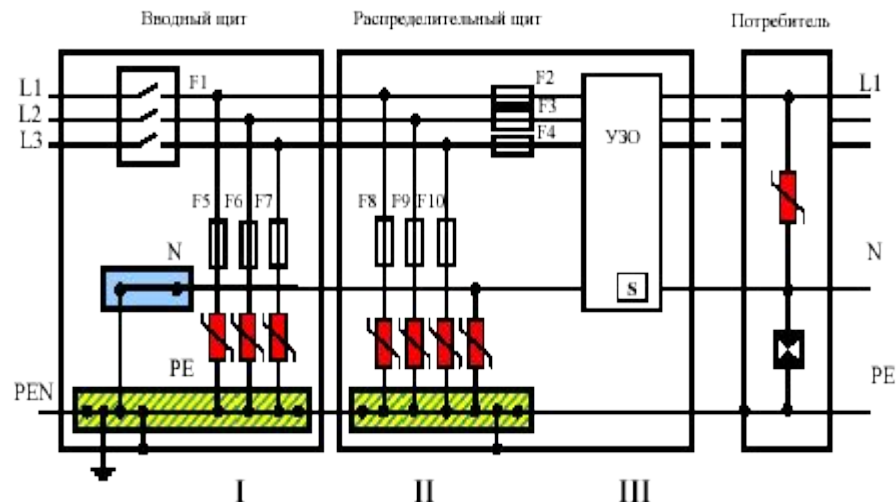 Вводный щит
Распределительный щит
Потребитель
F1
F2
L1
L1
L2
F3
L3
F4
УЗО
F5
F6
F7
F8
F9
F10
N
N
S
PE
PEN
PE
I
II
III